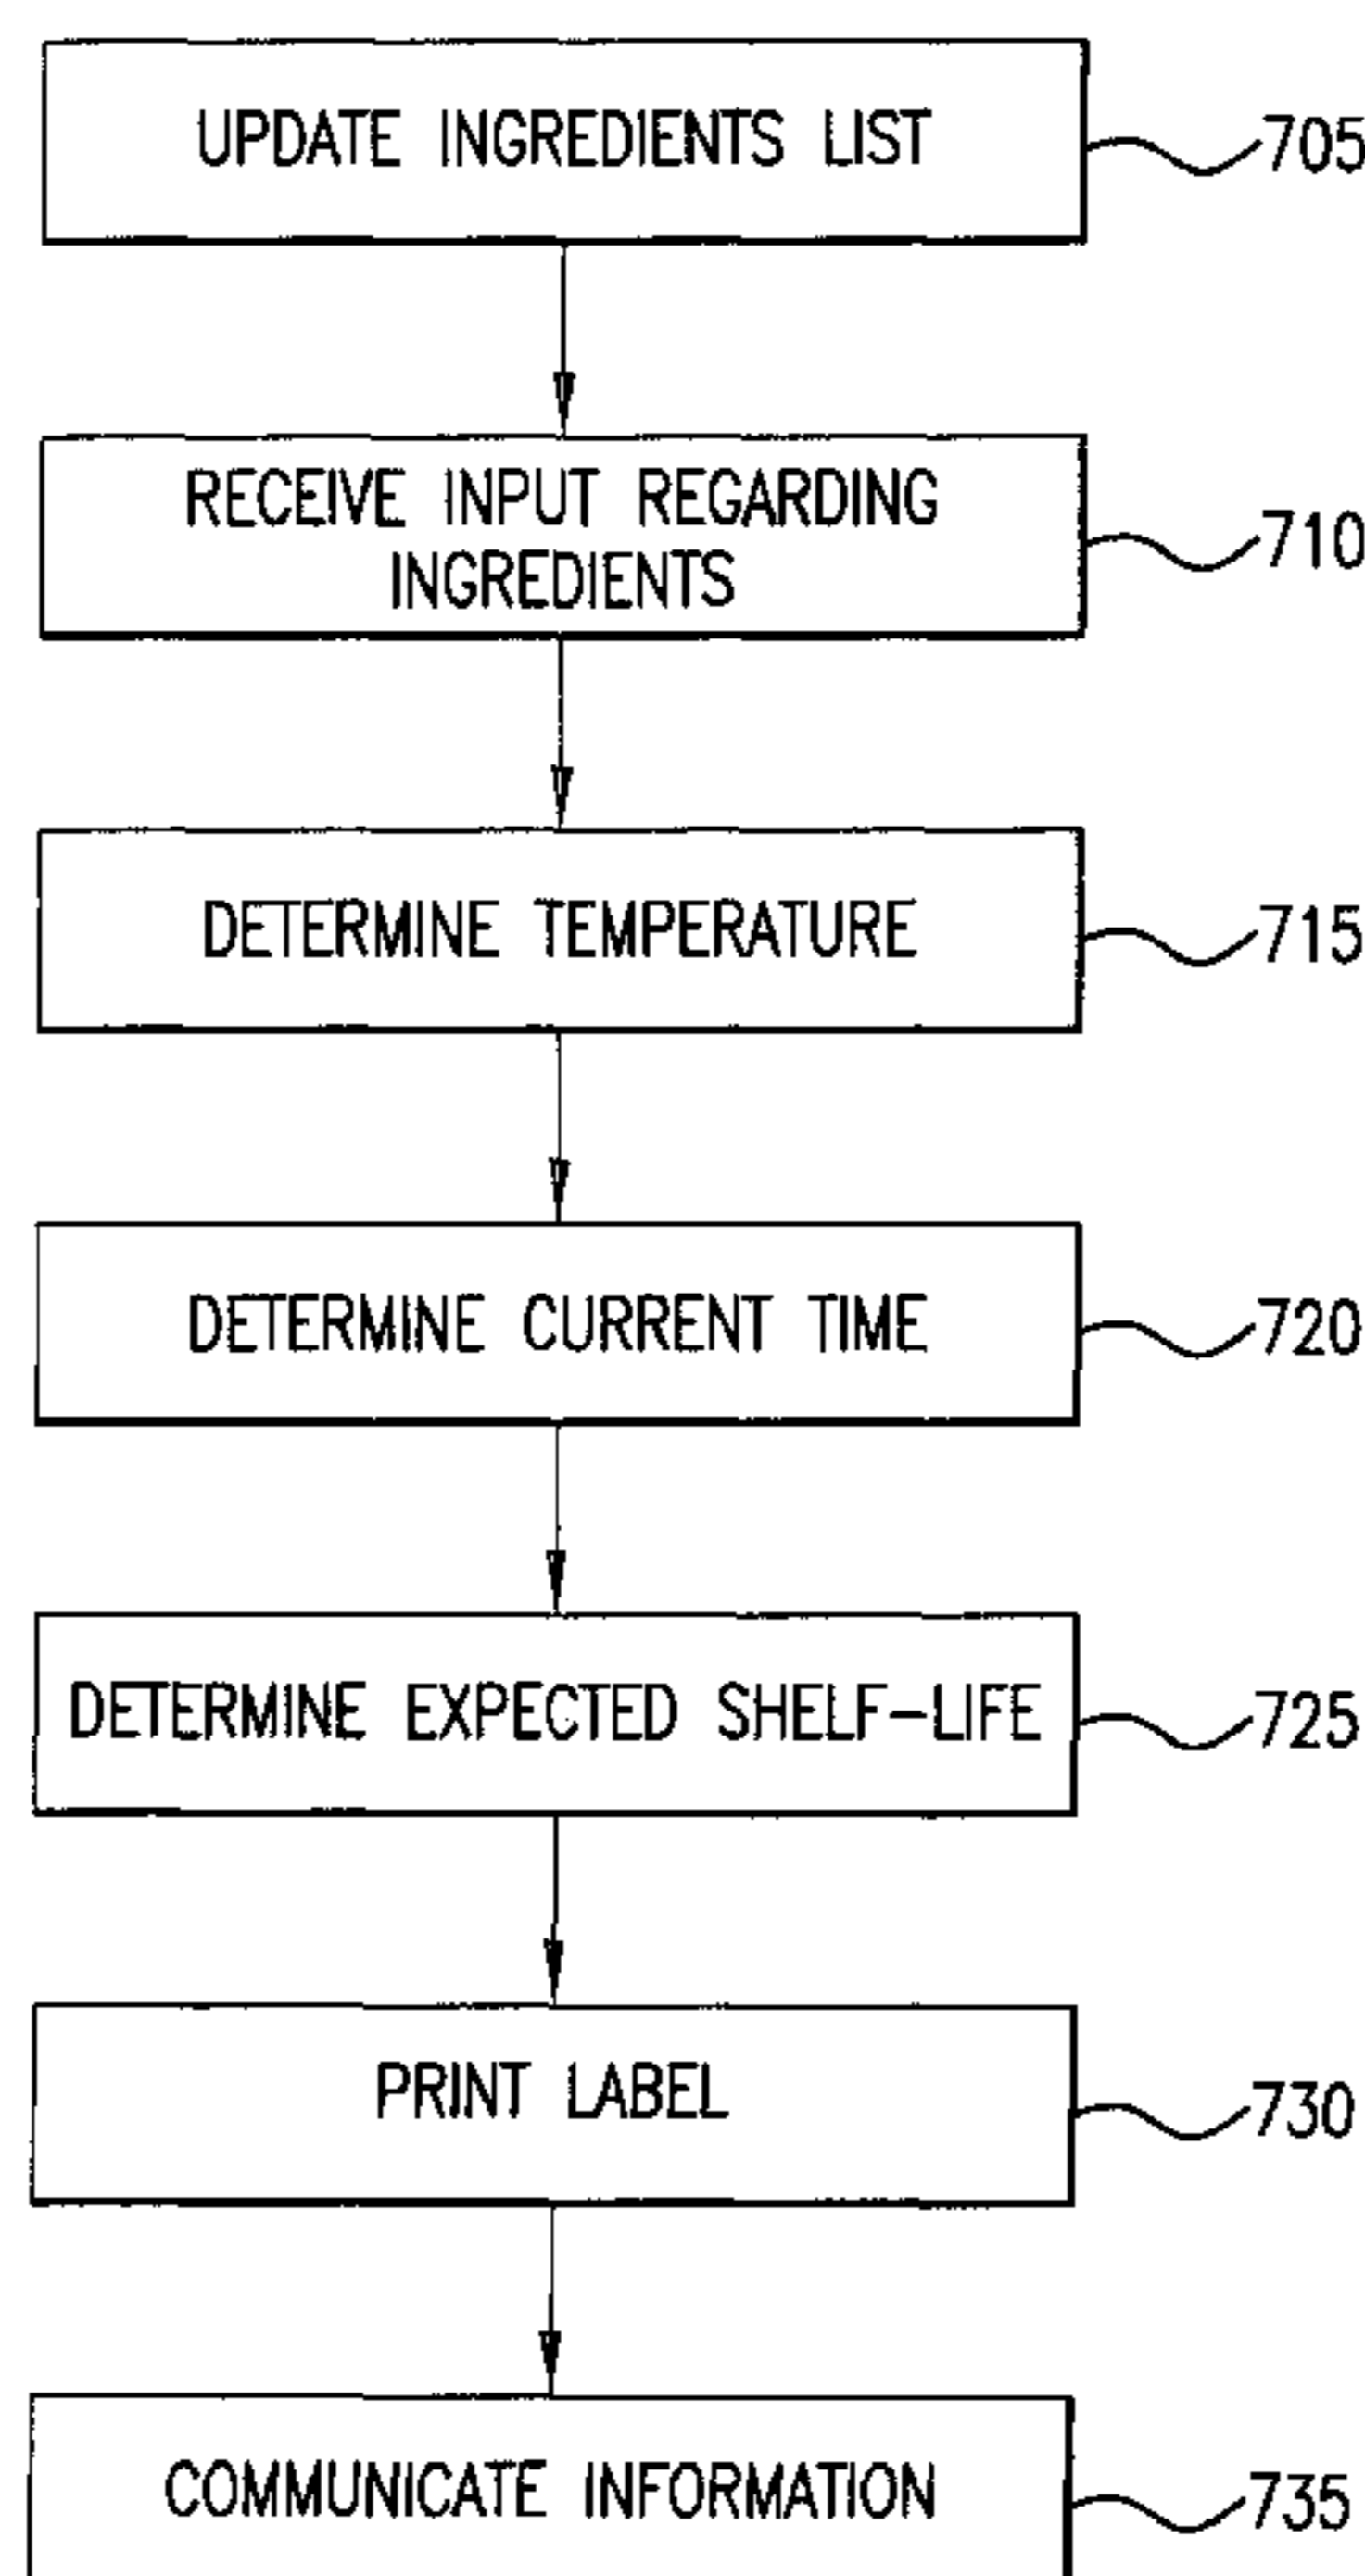 UPDATE INGREDIENTS LIST
705
RECEIVE INPUT REGARDING
INGREDIENTS
710
DETERMINE TEMPERATURE
715
DETERMINE CURRENT TIME
720
DETERMINE EXPECTED SHELF-LIFE
725
PRINT LABEL
730
COMMUNICATE INFORMATION
735